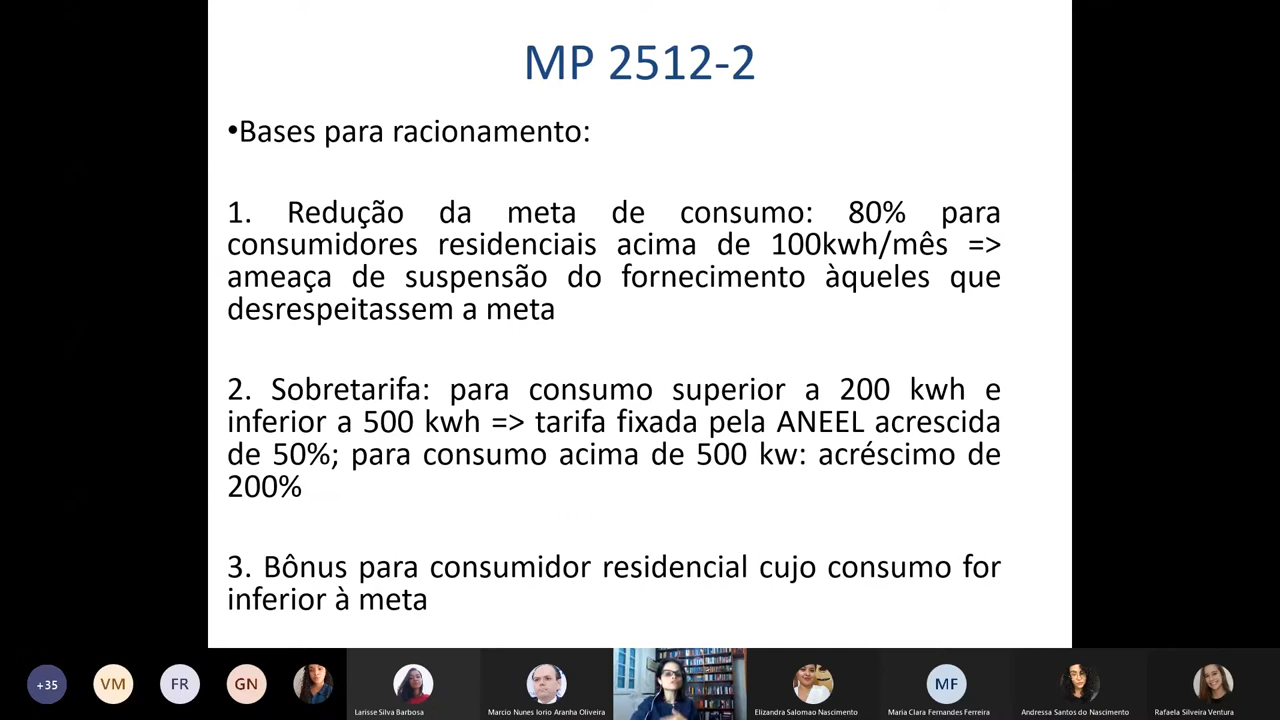 MP 2512-2
•Bases para racionamento:
1. Redução da meta de consumo: 80% para
consumidores residenciais acima de 100kwh/mês =>
ameaça de suspensão do fornecimento àqueles que
desrespeitassem a meta
2. Sobretarifa: para consumo superior a 200 kwh e
inferior a 500 kwh => tarifa fixada pela ANEEL acrescida
de 50%; para consumo acima de 500 kw: acréscimo de
200%
3. Bônus para consumidor residencial cujo consumo for
inferior à meta
+35
VM
FR
GN
MF
Larisse Silva Barbosa
Marcio Nunes Iorio Aranha Oliveira
Elizandra Salomao Nascimento
Maria Clara Fernandes Ferreira
Andressa Santos do Nascimento
Rafaela Silveira Ventura